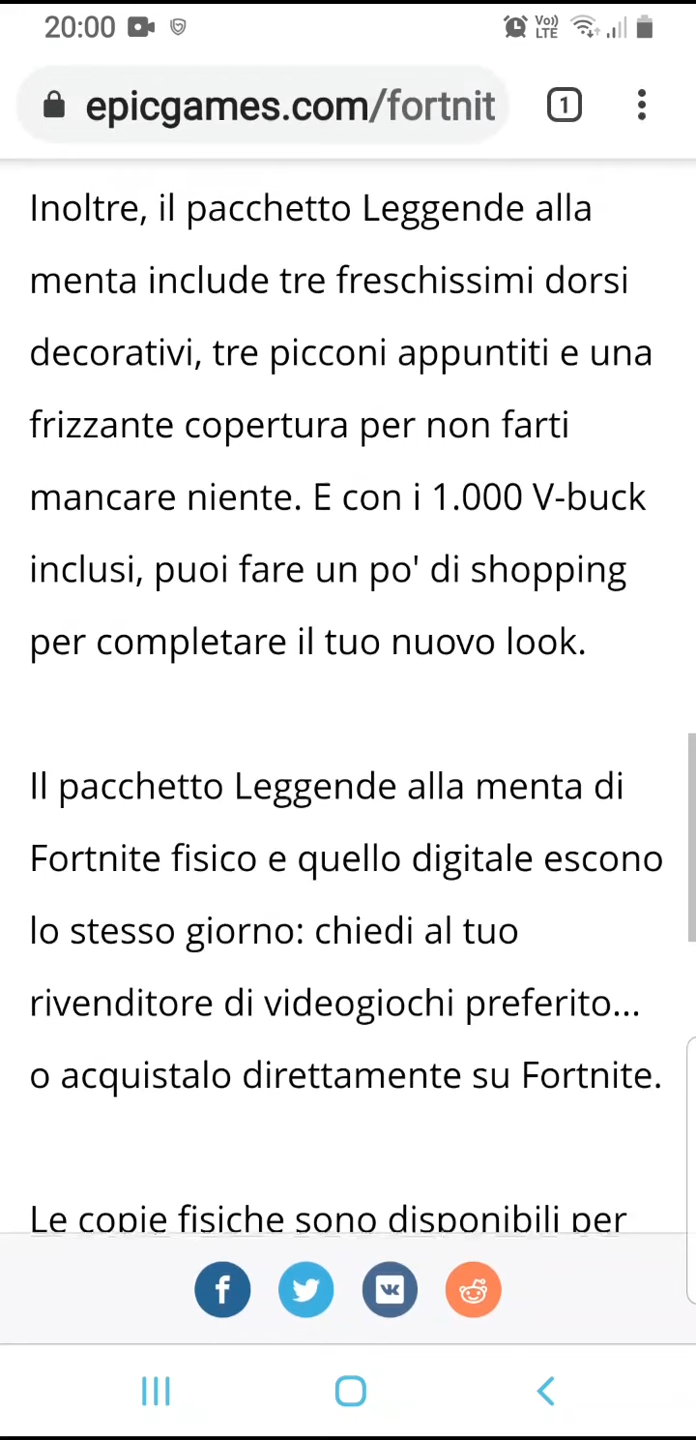 20:00 Vo)) LTE
epicgames.com/fortnit 1
Inoltre, il pacchetto Leggende alla
menta include tre freschissimi dorsi
decorativi, tre picconi appuntiti e una
frizzante copertura per non farti
mancare niente. E con i 1.000 V-buck
inclusi, puoi fare un po' di shopping
per completare il tuo nuovo look.
Il pacchetto Leggende alla menta di
Fortnite fisico e quello digitale escono
lo stesso giorno: chiedi al tuo
rivenditore di videogiochi preferito...
o acquistalo direttamente su Fortnite.
Le copie fisiche sono disponibili per